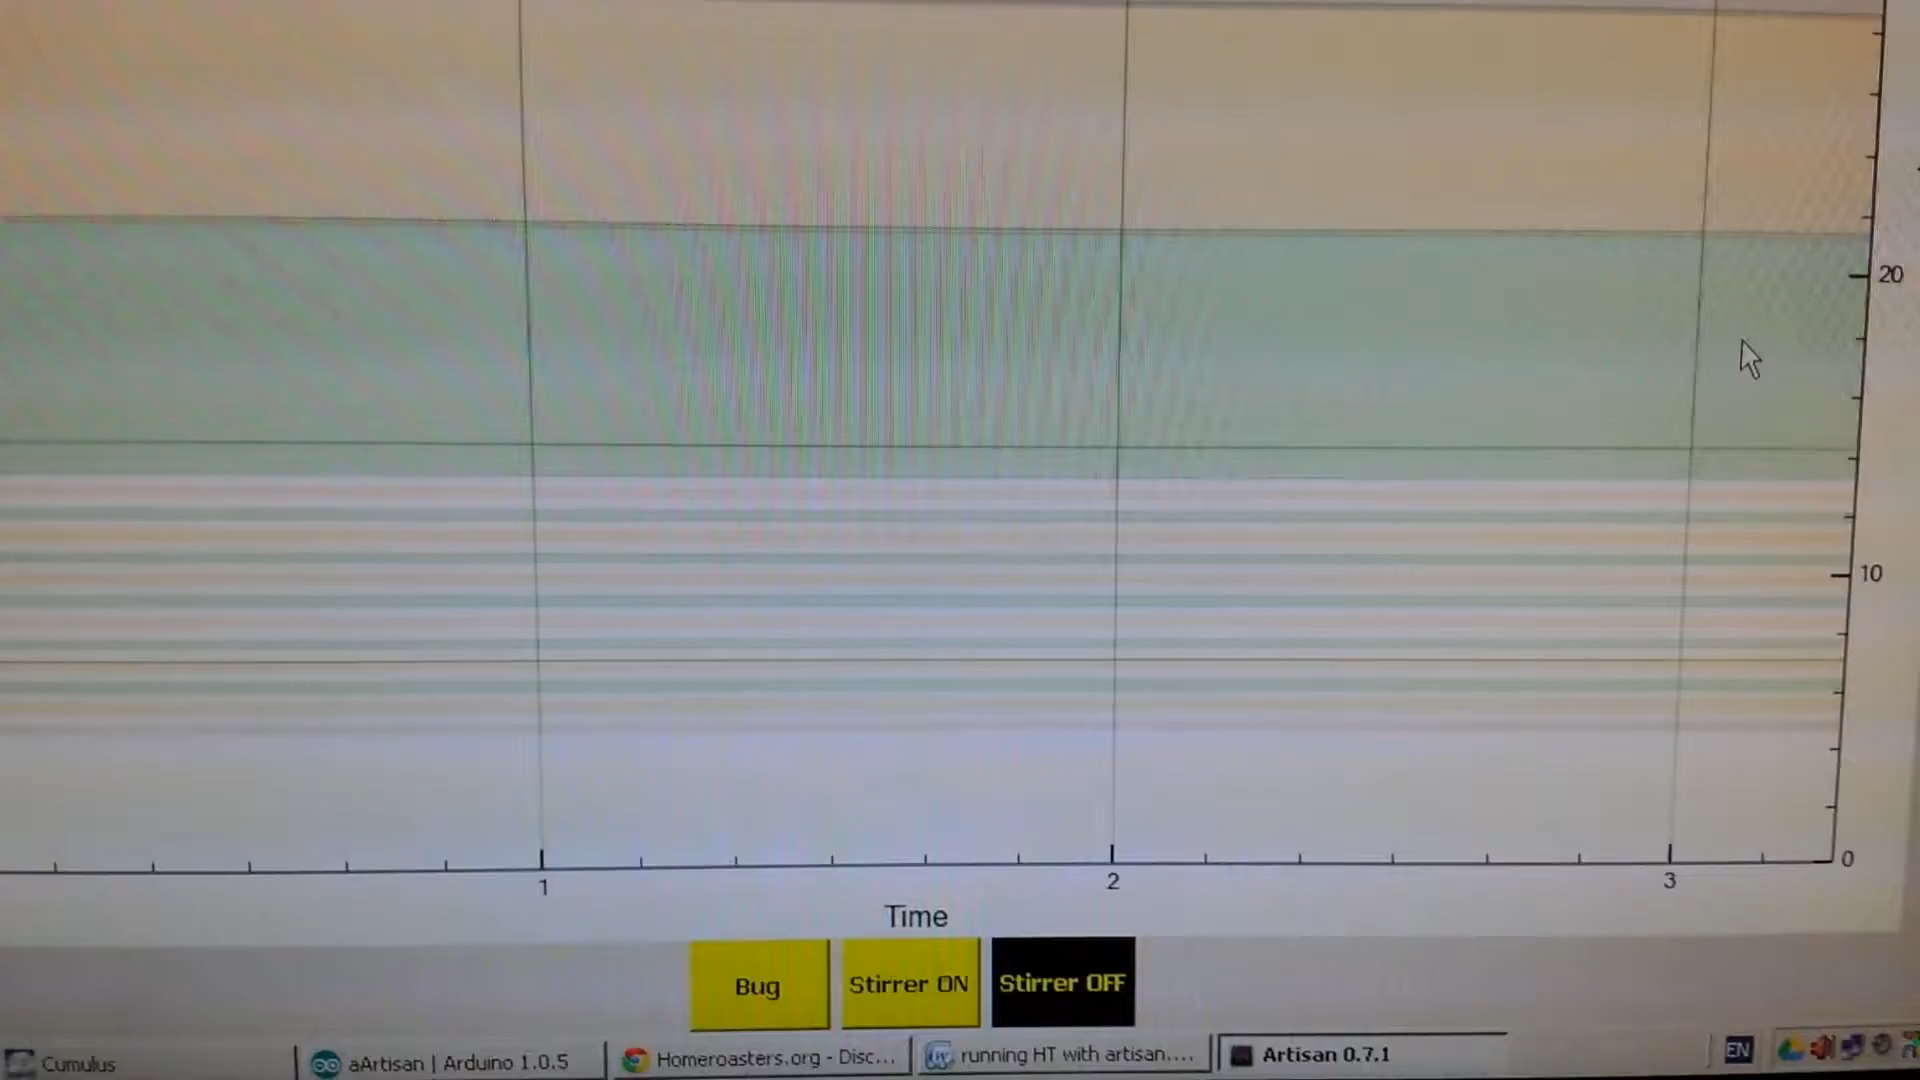 20
10
0
1 2 3
Time
Bug Stirrer ON Stirrer OFF
Cumulus aArtisan | Arduino 1.0.5 Homeroasters.org - Disc... running HT with artisan.... Artisan 0.7.1 EN